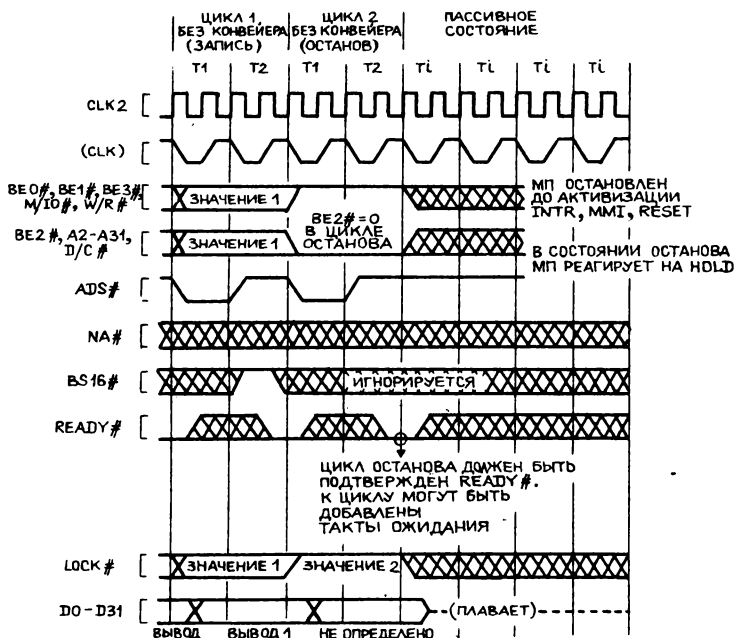 ЦИКЛ 1, ЦИКЛ 2 ПАССИВНОЕ
БЕЗ КОНВЕЙЕРА БЕЗ КОНВЕЙЕРА СОСТОЯНИЕ
(ЗАПИСЬ) (ОСТАНОВ)
T1 T2 T1 T2 Ti Ti Ti Ti
CLK2
(CLK)
BE0#, BE1#, BE3#,
M/IO#, W/R#
ЗНАЧЕНИЕ 1
МП ОСТАНОВЛЕН
ДО АКТИВИЗАЦИИ
INTR, MMI, RESET
BE2#, A2-A31,
D/C#
ЗНАЧЕНИЕ 1
BE2#=0
В ЦИКЛЕ
ОСТАНОВА
В СОСТОЯНИИ ОСТАНОВА
МП РЕАГИРУЕТ НА HOLD
ADS#
NA#
BS16# ИГНОРИРУЕТСЯ
READY#
ЦИКЛ ОСТАНОВА ДОЛЖЕН БЫТЬ
ПОДТВЕРЖДЕН READY#.
К ЦИКЛУ МОГУТ БЫТЬ
ДОБАВЛЕНЫ
ТАКТЫ ОЖИДАНИЯ
LOCK# ЗНАЧЕНИЕ 1 ЗНАЧЕНИЕ 2
D0-D31 (ПЛАВАЕТ)
ВЫВОД ВЫВОД 1 НЕ ОПРЕДЕЛЕНО